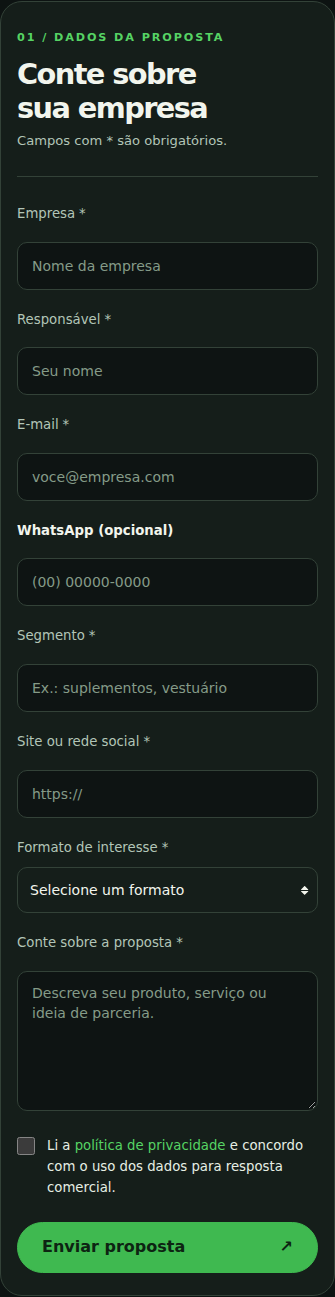 01 / DADOS DA PROPOSTA
Conte sobre
sua empresa
Campos com * são obrigatórios.
Empresa *
Nome da empresa
Responsável *
Seu nome
E-mail *
voce@empresa.com
WhatsApp (opcional)
(00) 00000-0000
Segmento *
Ex.: suplementos, vestuário
Site ou rede social *
https://
Formato de interesse *
Selecione um formato
Conte sobre a proposta *
Descreva seu produto, serviço ou
ideia de parceria.
Li a política de privacidade e concordo
com o uso dos dados para resposta
comercial.
Enviar proposta ↗